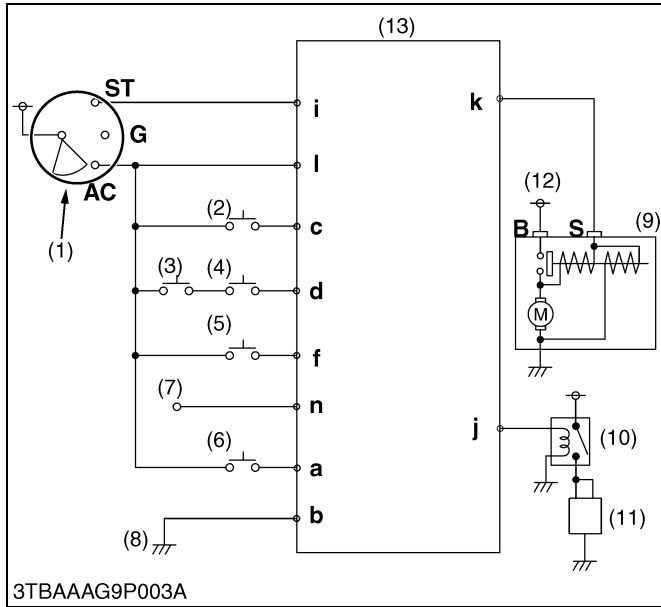 (13)
ST
i
k
G
l
AC
(12)
(2)
B
S
(9)
(1)
c
(3)
(4)
d
M
(5)
f
(7)
n
j
(10)
(6)
a
(11)
b
(8)
3TBAAAG9P003A